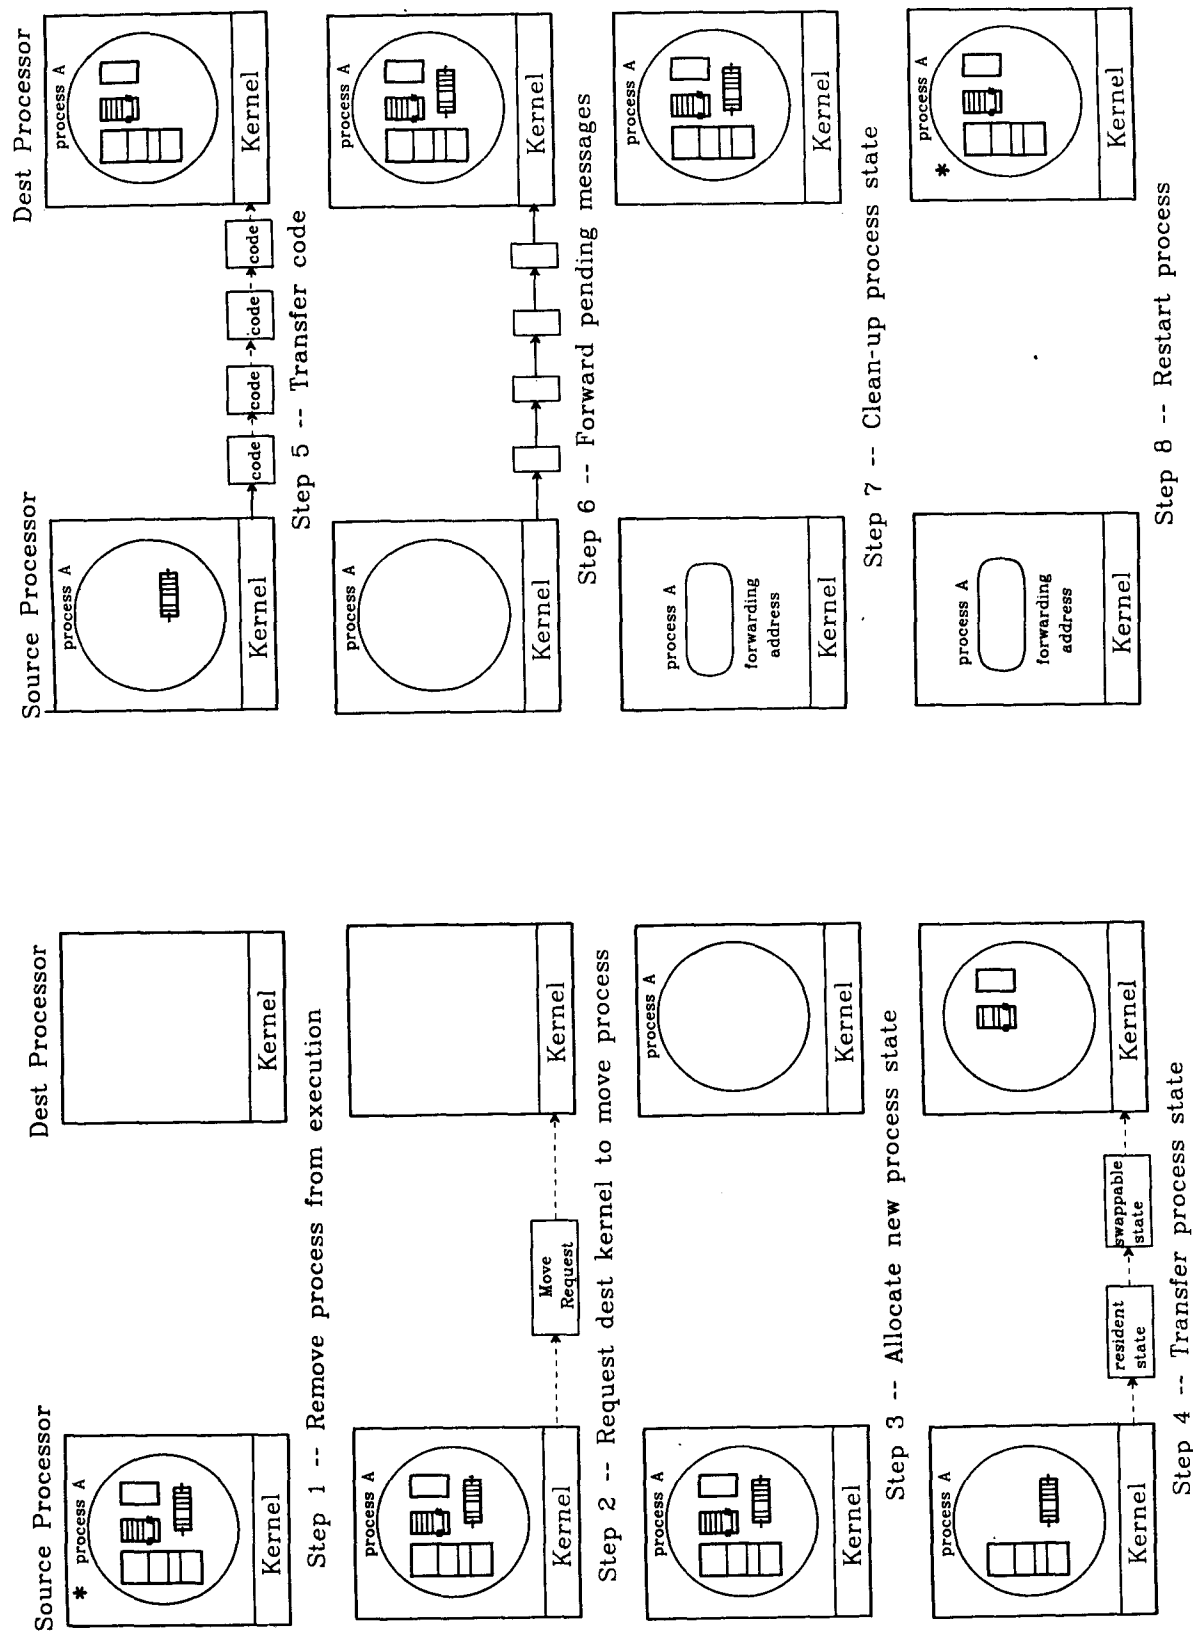 Source Processor
Dest Processor
*
process A
Kernel
Kernel
Step 1 -- Remove process from execution
process A
Kernel
Move
Request
Kernel
Step 2 -- Request dest kernel to move process
process A
Kernel
process A
Kernel
Step 3 -- Allocate new process state
process A
Kernel
resident
state
swappable
state
Kernel
Step 4 -- Transfer process state
Source Processor
Dest Processor
process A
Kernel
code
code
code
code
process A
Kernel
Step 5 -- Transfer code
process A
Kernel
process A
Kernel
Step 6 -- Forward pending messages
process A
forwarding
address
Kernel
process A
Kernel
Step 7 -- Clean-up process state
process A
forwarding
address
Kernel
*
process A
Kernel
Step 8 -- Restart process